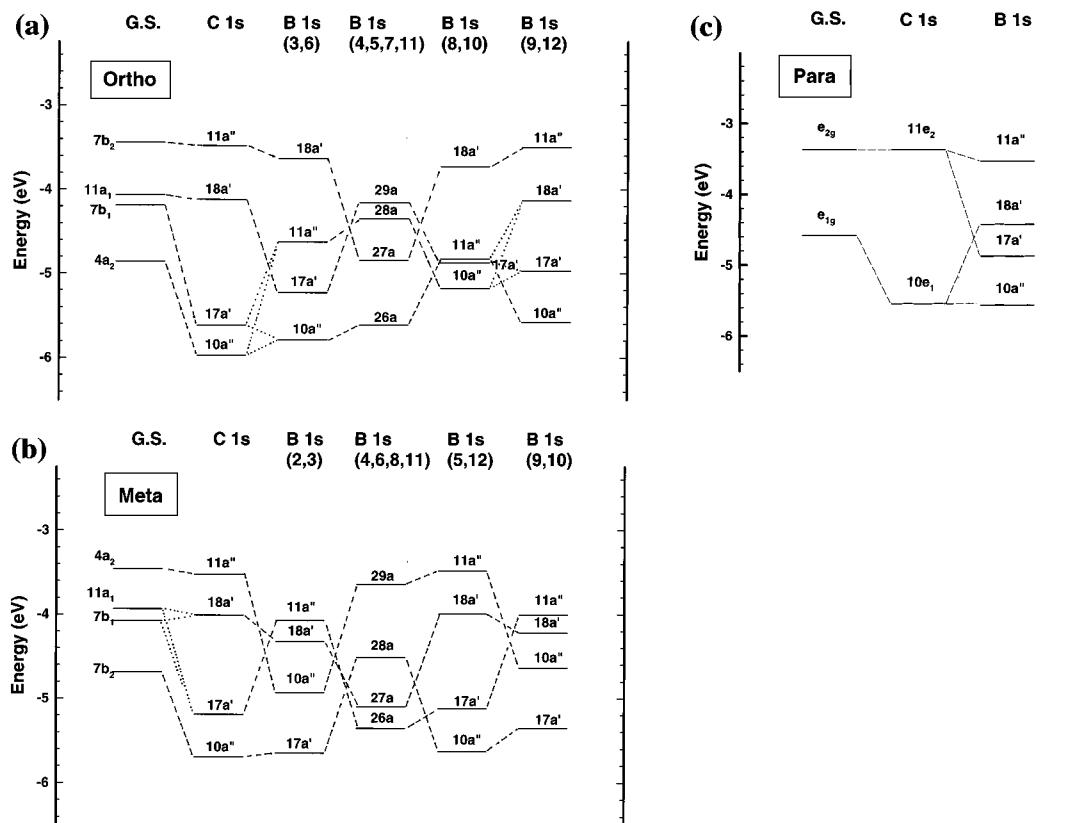 (a)
G.S. C 1s B 1s B 1s B 1s B 1s
(3,6) (4,5,7,11) (8,10) (9,12)
Ortho
Energy (eV)
-3
-4
-5
-6
7b₂ 11a" 18a' 18a' 11a"
11a₁ 18a' 29a 18a'
7b₁ 11a" 28a 11a"
4a₂ 17a' 27a 10a" 17a' 17a'
17a' 10a" 26a 10a"
10a"
(b)
G.S. C 1s B 1s B 1s B 1s B 1s
(2,3) (4,6,8,11) (5,12) (9,10)
Meta
Energy (eV)
-3
-4
-5
-6
4a₂ 11a" 29a 11a"
11a₁ 18a' 11a" 18a' 11a"
7b₁ 18a' 28a 18a'
7b₂ 10a" 27a 10a"
17a' 26a 17a' 17a'
10a" 17a' 10a"
(c)
G.S. C 1s B 1s
Para
Energy (eV)
-3
-4
-5
-6
e₂g 11e₂ 11a"
e₁g 18a'
17a'
10e₁ 10a"